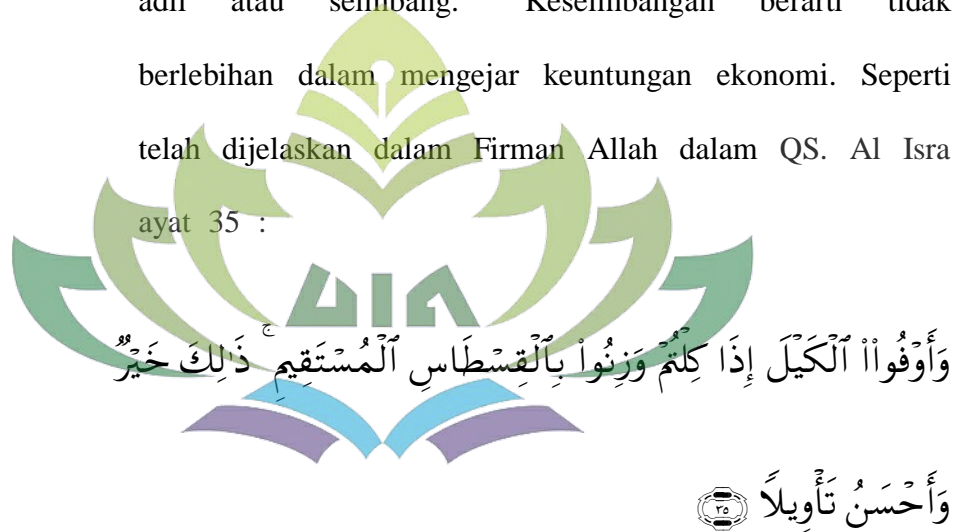 adil atau seimbang. Keseimbangan berarti tidak
berlebihan dalam mengejar keuntungan ekonomi. Seperti
telah dijelaskan dalam Firman Allah dalam QS. Al Isra
ayat 35 :
UIN
وَأَوْفُوا۟ ٱلْكَيْلَ إِذَا كِلْتُمْ وَزِنُوا۟ بِٱلْقِسْطَاسِ ٱلْمُسْتَقِيمِ ۚ ذَٰلِكَ خَيْرٌ
وَأَحْسَنُ تَأْوِيلًا ۝٣٥